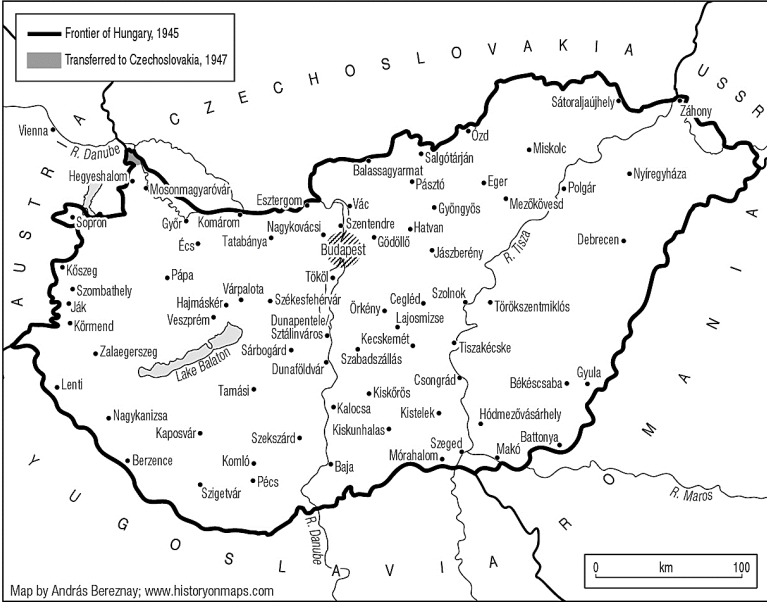 Frontier of Hungary, 1945
Transferred to Czechoslovakia, 1947
CZECHOSLOVAKIA
USSR
AUSTRIA
ROMANIA
YUGOSLAVIA
Vienna
R. Danube
Hegyeshalom
Mosonmagyaróvár
Sopron
Győr
Komárom
Esztergom
Vác
Nagykovácsi
Szentendre
Budapest
Gödöllő
Écs
Tatabánya
Balassagyarmat
Salgótarján
Ózd
Sátoraljaújhely
Záhony
Miskolc
Pásztó
Eger
Mezőkövesd
Polgár
Nyíregyháza
Gyöngyös
Hatvan
Jászberény
R. Tisza
Debrecen
Kőszeg
Szombathely
Ják
Körmend
Pápa
Várpalota
Hajmáskér
Veszprém
Székesfehérvár
Tököl
Dunapentele/
Sztálinváros
Örkény
Cegléd
Lajosmizse
Szolnok
Törökszentmiklós
Kecskemét
Szabadszállás
Tiszakécske
Zalaegerszeg
Lake Balaton
Sárbogárd
Dunaföldvár
Lenti
Tamási
Csongrád
Békéscsaba
Gyula
Kiskőrös
Kalocsa
Kistelek
Kiskunhalas
Hódmezővásárhely
Battonya
Nagykanizsa
Kaposvár
Szekszárd
Szeged
Makó
Mórahalom
Berzence
Komló
Pécs
Szigetvár
Baja
R. Maros
R. Danube
0 km 100
Map by András Bereznay; www.historyonmaps.com